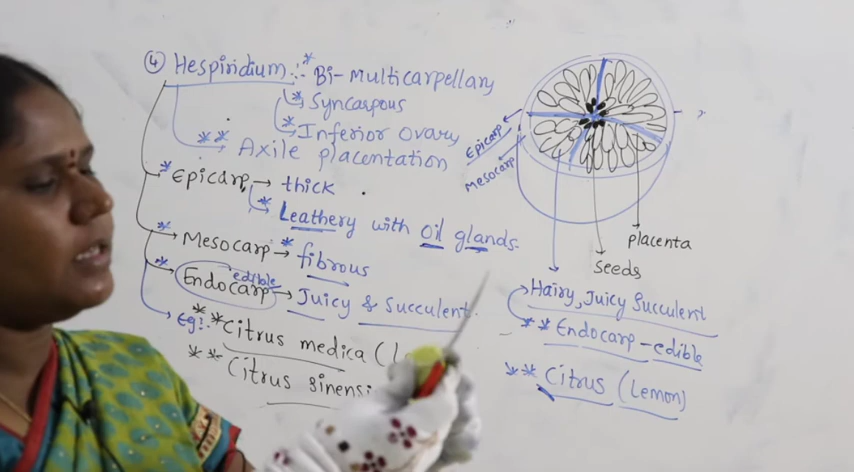 ④ Hespiridium :- * Bi-Multicarpellary
* Syncarpous
* Inferior Ovary
** Axile placentation
* Epicarp → thick
* Leathery with Oil glands.
* Mesocarp → * fibrous
edible
* Endocarp → Juicy & Succulent.
Eg:- ** Citrus medica (
** Citrus sinensi
Epicarp
Mesocarp
placenta
Seeds
Hairy, Juicy Succulent
** Endocarp - edible
** Citrus (lemon)